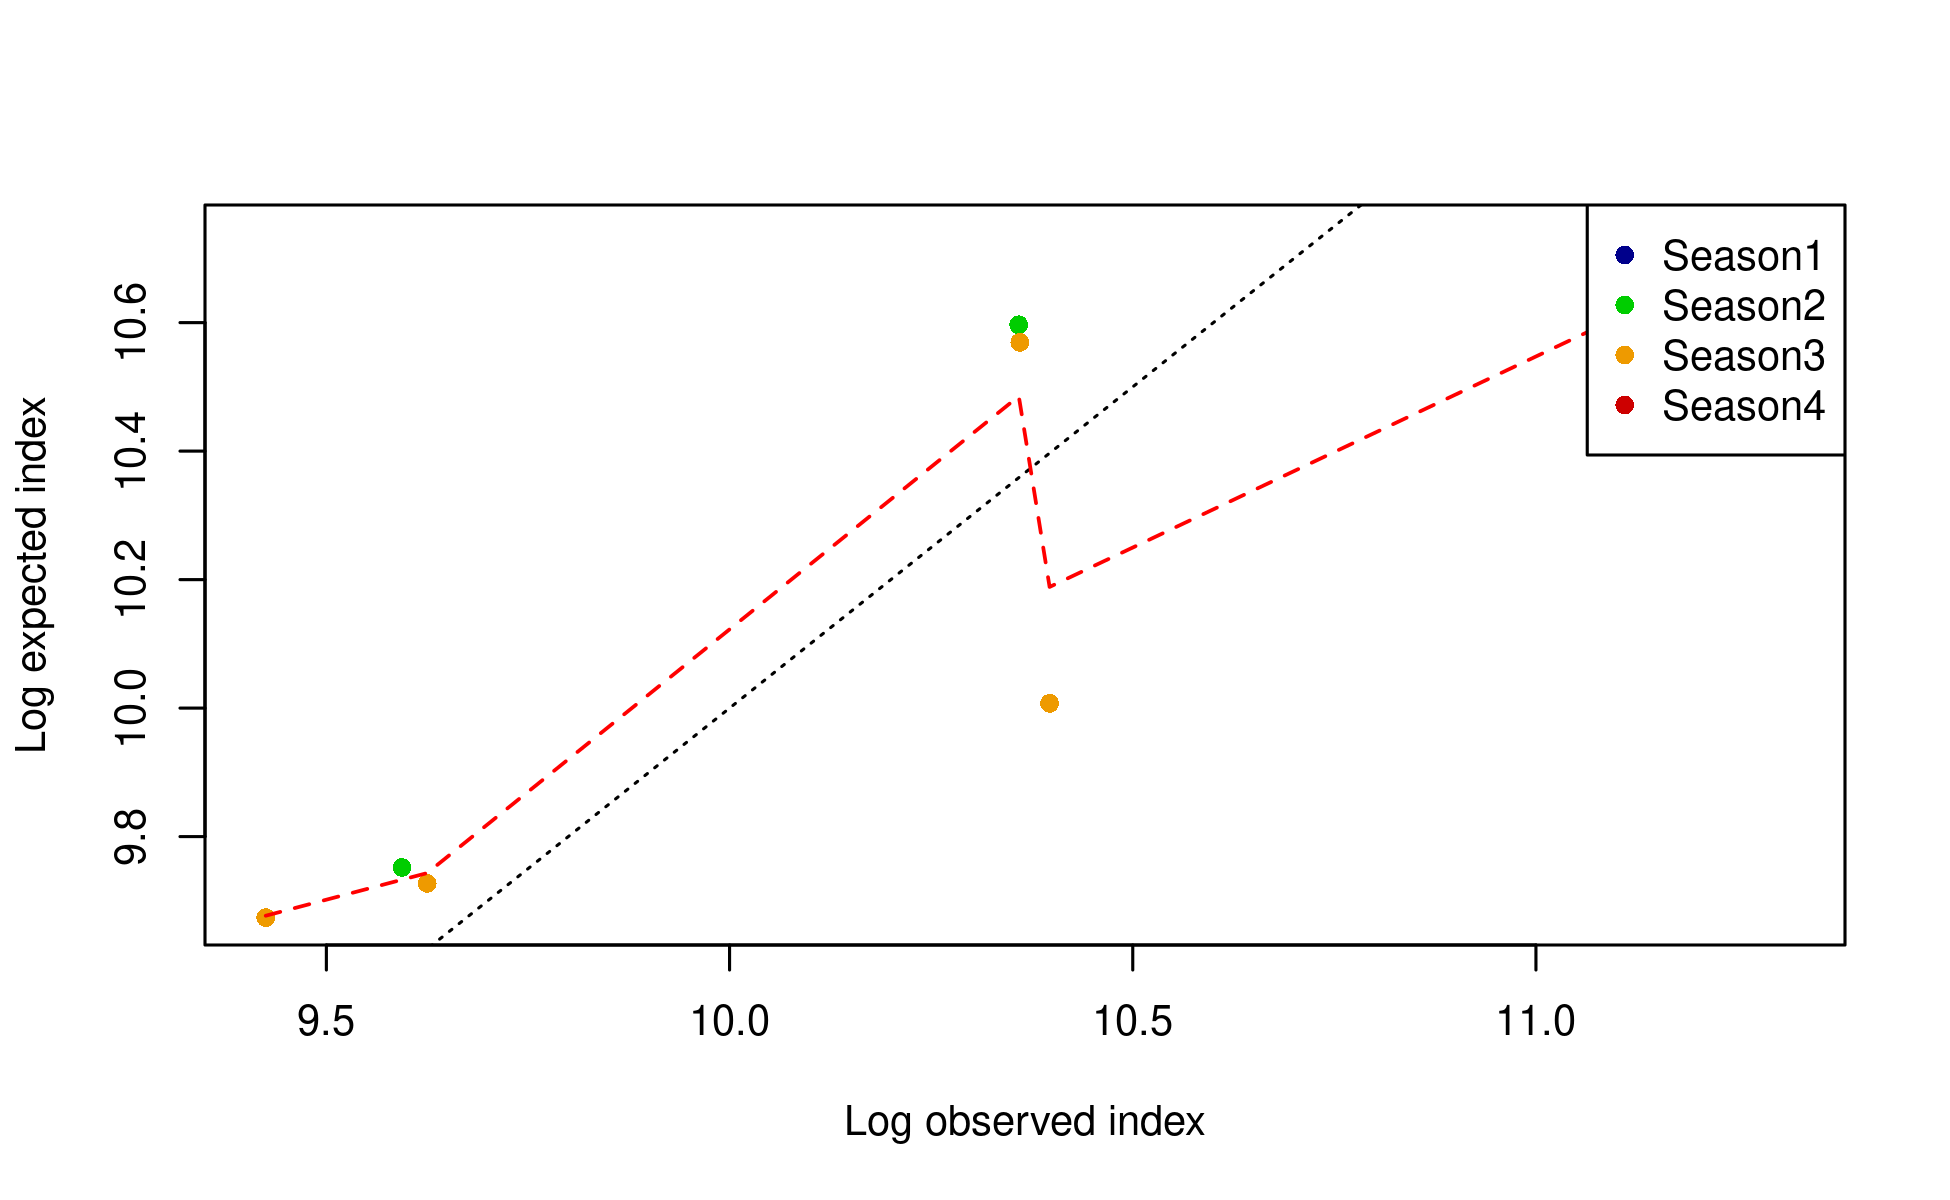 Season1
Season2
Season3
Season4
Log expected index
10.6
10.4
10.2
10.0
9.8
9.5 10.0 10.5 11.0
Log observed index